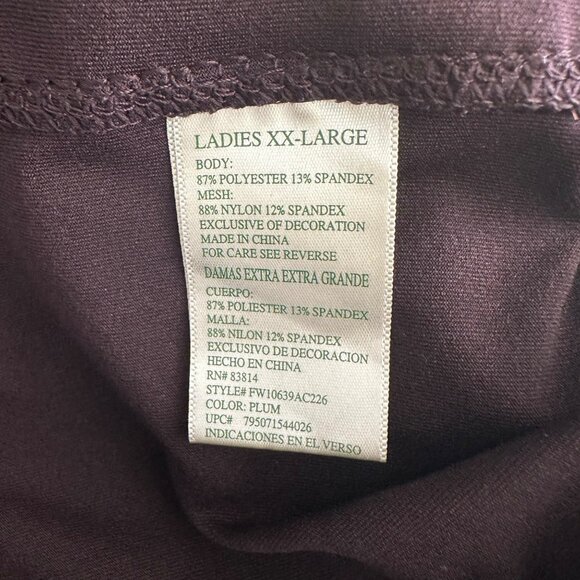 LADIES XX-LARGE
BODY:
87% POLYESTER 13% SPANDEX
MESH:
88% NYLON 12% SPANDEX
EXCLUSIVE OF DECORATION
MADE IN CHINA
FOR CARE SEE REVERSE
DAMAS EXTRA EXTRA GRANDE
CUERPO:
87% POLIESTER 13% SPANDEX
MALLA:
88% NILON 12% SPANDEX
EXCLUSIVO DE DECORACION
HECHO EN CHINA
RN# 83814
STYLE# FW10639AC226
COLOR: PLUM
UPC# 795071544026
INDICACIONES EN EL VERSO